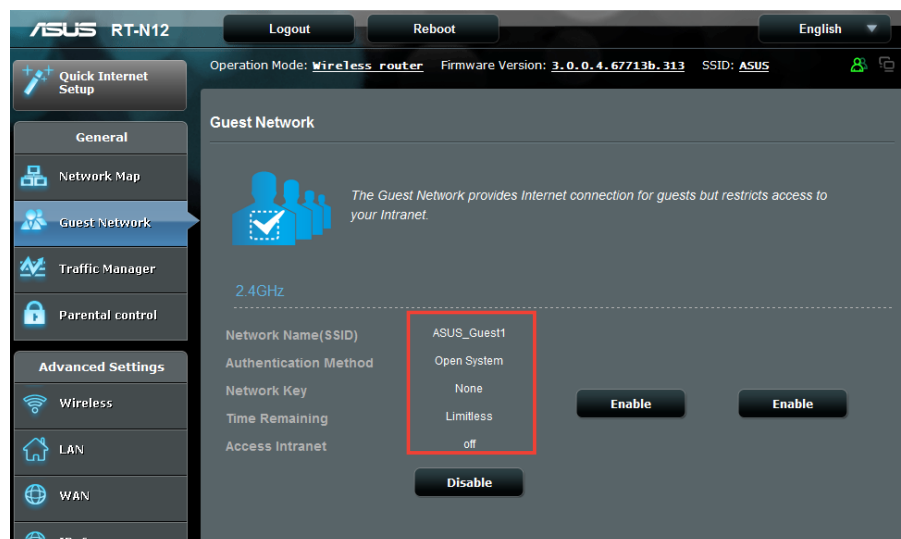 ASUS RT-N12
Logout
Reboot
English
Quick Internet
Setup
Operation Mode: Wireless router Firmware Version: 3.0.0.4.67713b.313 SSID: ASUS
General
Network Map
Guest Network
Traffic Manager
Parental control
Advanced Settings
Wireless
LAN
WAN
Guest Network
The Guest Network provides Internet connection for guests but restricts access to
your Intranet.
2.4GHz
Network Name(SSID) ASUS_Guest1
Authentication Method Open System
Network Key None
Time Remaining Limitless
Access Intranet off
Enable
Enable
Disable